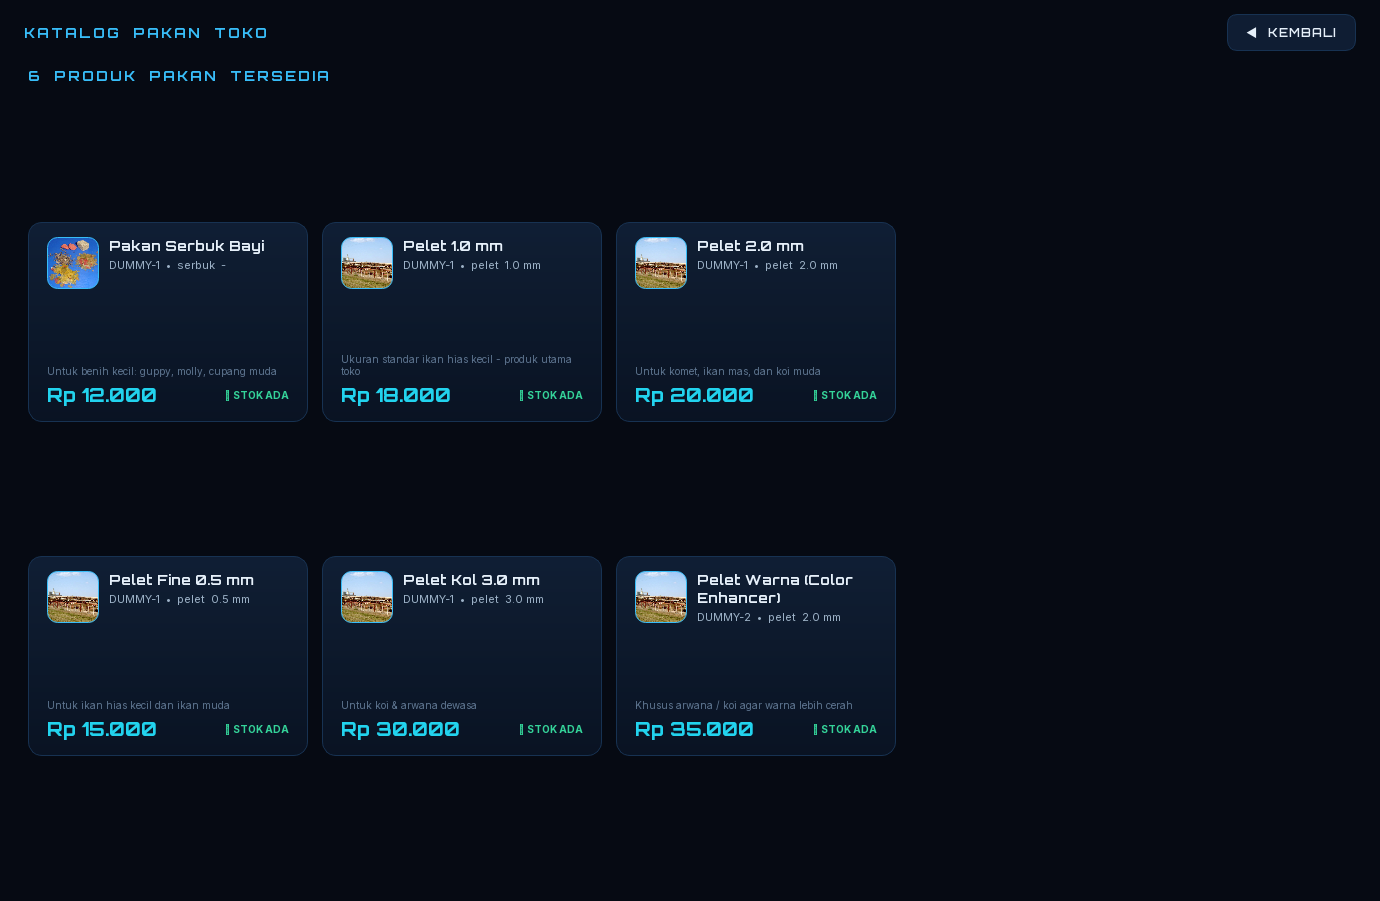 KATALOG PAKAN TOKO
◀ KEMBALI
6 PRODUK PAKAN TERSEDIA
Pakan Serbuk Bayi
DUMMY-1 • serbuk -
Untuk benih kecil: guppy, molly, cupang muda
Rp 12.000
STOK ADA
Pelet 1.0 mm
DUMMY-1 • pelet 1.0 mm
Ukuran standar ikan hias kecil - produk utama
toko
Rp 18.000
STOK ADA
Pelet 2.0 mm
DUMMY-1 • pelet 2.0 mm
Untuk komet, ikan mas, dan koi muda
Rp 20.000
STOK ADA
Pelet Fine 0.5 mm
DUMMY-1 • pelet 0.5 mm
Untuk ikan hias kecil dan ikan muda
Rp 15.000
STOK ADA
Pelet Kol 3.0 mm
DUMMY-1 • pelet 3.0 mm
Untuk koi & arwana dewasa
Rp 30.000
STOK ADA
Pelet Warna (Color
Enhancer)
DUMMY-2 • pelet 2.0 mm
Khusus arwana / koi agar warna lebih cerah
Rp 35.000
STOK ADA